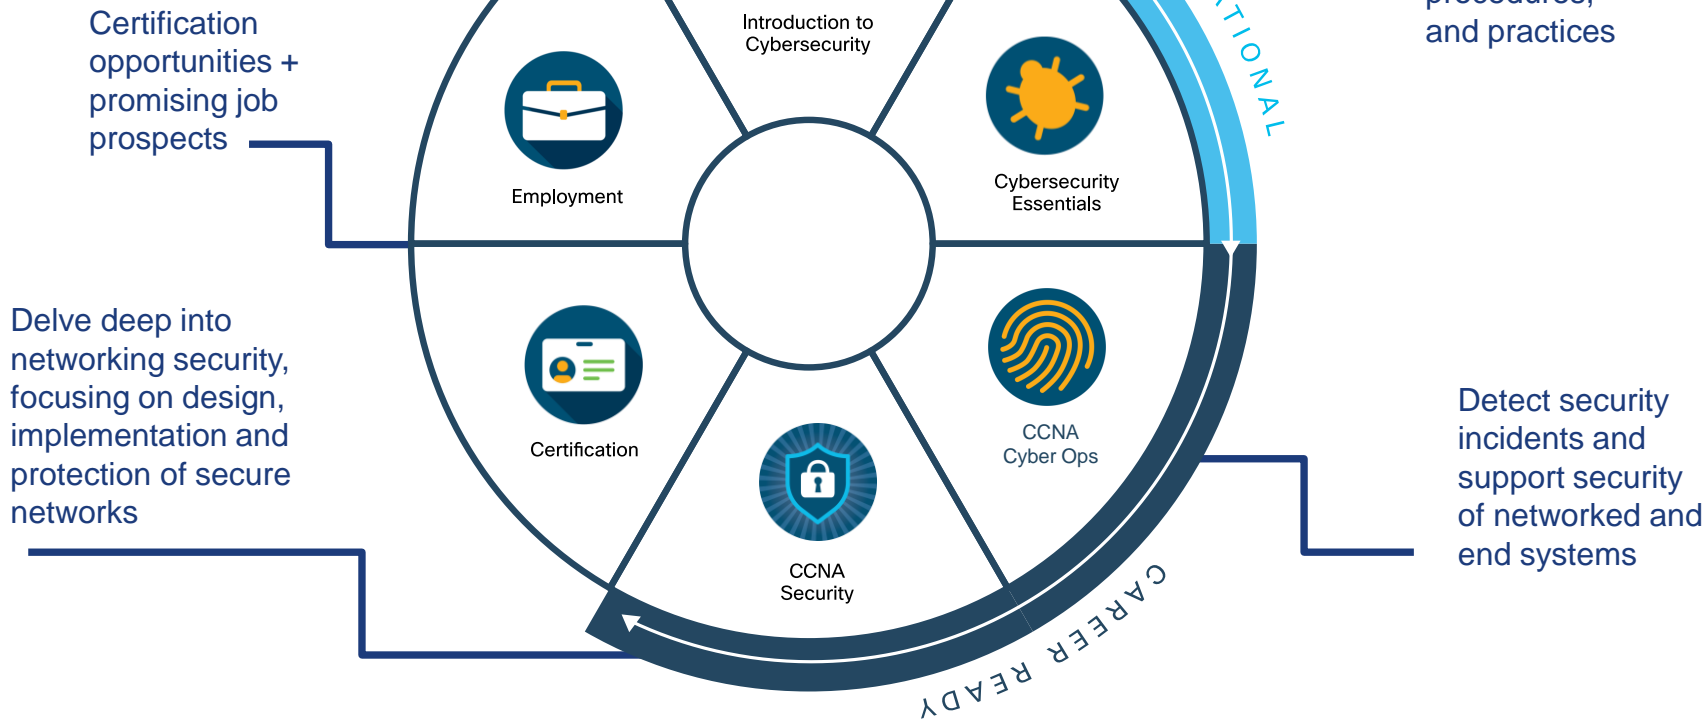 Certification
opportunities +
promising job
prospects
Introduction to
Cybersecurity
and practices
Employment
Cybersecurity
Essentials
Delve deep into
networking security,
focusing on design,
implementation and
protection of secure
networks
Certification
CCNA
Cyber Ops
CCNA
Security
Detect security
incidents and
support security
of networked and
end systems
CAREER READY